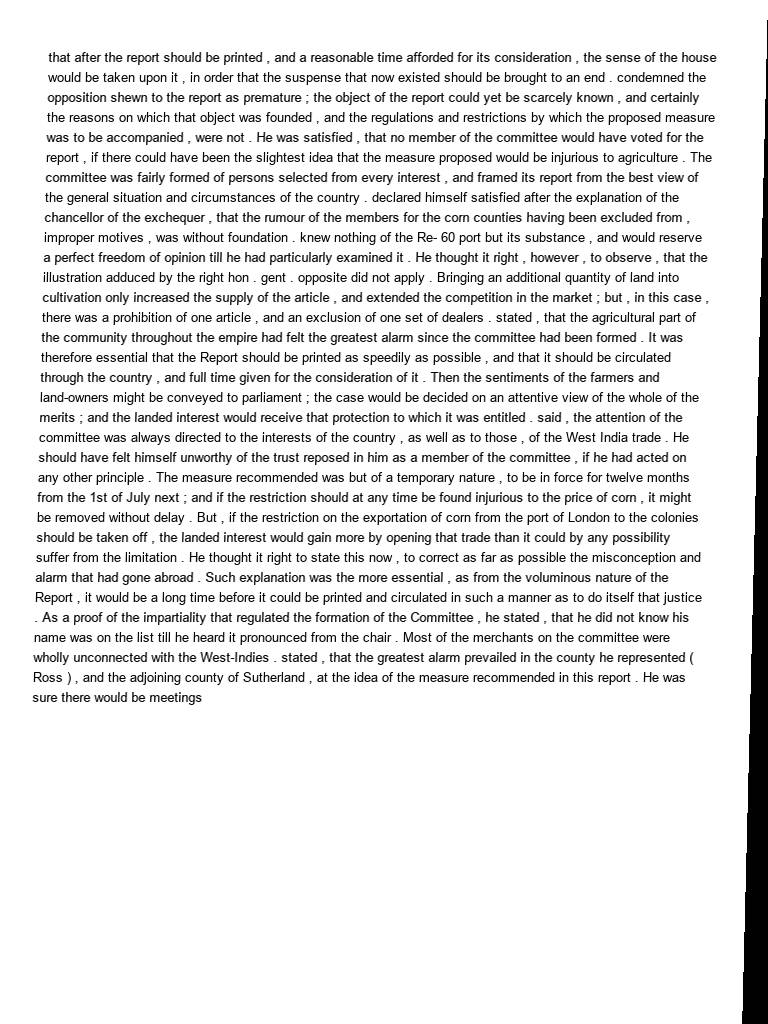 that after the report should be printed , and a reasonable time afforded for its consideration , the sense of the house
would be taken upon it , in order that the suspense that now existed should be brought to an end . condemned the
opposition shewn to the report as premature ; the object of the report could yet be scarcely known , and certainly
the reasons on which that object was founded , and the regulations and restrictions by which the proposed measure
was to be accompanied , were not . He was satisfied , that no member of the committee would have voted for the
report , if there could have been the slightest idea that the measure proposed would be injurious to agriculture . The
committee was fairly formed of persons selected from every interest , and framed its report from the best view of
the general situation and circumstances of the country . declared himself satisfied after the explanation of the
chancellor of the exchequer , that the rumour of the members for the corn counties having been excluded from ,
improper motives , was without foundation . knew nothing of the Re- 60 port but its substance , and would reserve
a perfect freedom of opinion till he had particularly examined it . He thought it right , however , to observe , that the
illustration adduced by the right hon . gent . opposite did not apply . Bringing an additional quantity of land into
cultivation only increased the supply of the article , and extended the competition in the market ; but , in this case ,
there was a prohibition of one article , and an exclusion of one set of dealers . stated , that the agricultural part of
the community throughout the empire had felt the greatest alarm since the committee had been formed . It was
therefore essential that the Report should be printed as speedily as possible , and that it should be circulated
through the country , and full time given for the consideration of it . Then the sentiments of the farmers and
land-owners might be conveyed to parliament ; the case would be decided on an attentive view of the whole of the
merits ; and the landed interest would receive that protection to which it was entitled . said , the attention of the
committee was always directed to the interests of the country , as well as to those , of the West India trade . He
should have felt himself unworthy of the trust reposed in him as a member of the committee , if he had acted on
any other principle . The measure recommended was but of a temporary nature , to be in force for twelve months
from the 1st of July next ; and if the restriction should at any time be found injurious to the price of corn , it might
be removed without delay . But , if the restriction on the exportation of corn from the port of London to the colonies
should be taken off , the landed interest would gain more by opening that trade than it could by any possibility
suffer from the limitation . He thought it right to state this now , to correct as far as possible the misconception and
alarm that had gone abroad . Such explanation was the more essential , as from the voluminous nature of the
Report , it would be a long time before it could be printed and circulated in such a manner as to do itself that justice
. As a proof of the impartiality that regulated the formation of the Committee , he stated , that he did not know his
name was on the list till he heard it pronounced from the chair . Most of the merchants on the committee were
wholly unconnected with the West-Indies . stated , that the greatest alarm prevailed in the county he represented (
Ross ) , and the adjoining county of Sutherland , at the idea of the measure recommended in this report . He was
sure there would be meetings